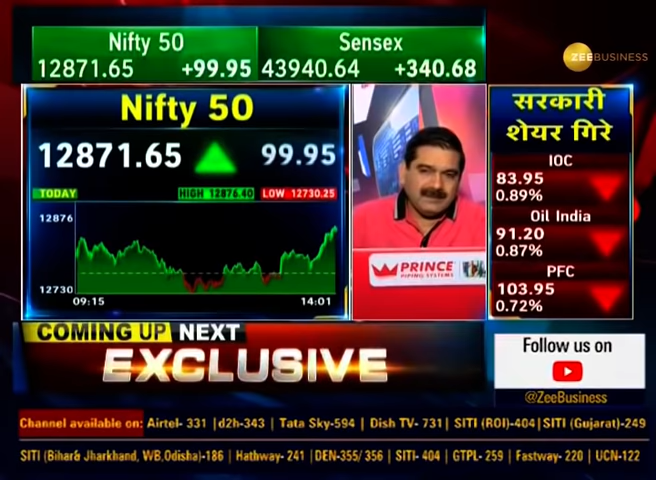 Nifty 50
12871.65 +99.95
Sensex
43940.64 +340.68
ZEE BUSINESS
Nifty 50
12871.65 99.95
TODAY HIGH 12876.40 LOW 12730.25
12876
12730
09:15 14:01
PRINCE
PIPING SYSTEMS
सरकारी
शेयर गिरे
IOC
83.95
0.89%
Oil India
91.20
0.87%
PFC
103.95
0.72%
COMING UP NEXT
EXCLUSIVE
Follow us on
@ZeeBusiness
Channel available on: Airtel- 331 |d2h-343 | Tata Sky-594 | Dish TV- 731| SITI (ROI)-404|SITI (Gujarat)-249
SITI (Bihar& Jharkhand, WB,Odisha)-186 | Hathway- 241 |DEN-355/ 356 | SITI- 404 | GTPL- 259 | Fastway- 220 | UCN-122